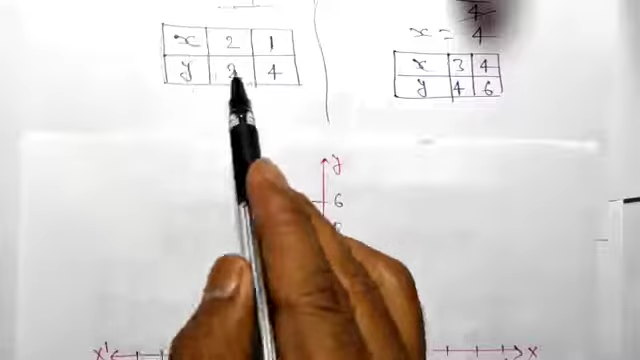 x 2 1
y 4
x = 4
x 3 4
y 4 6
y
6
x' x